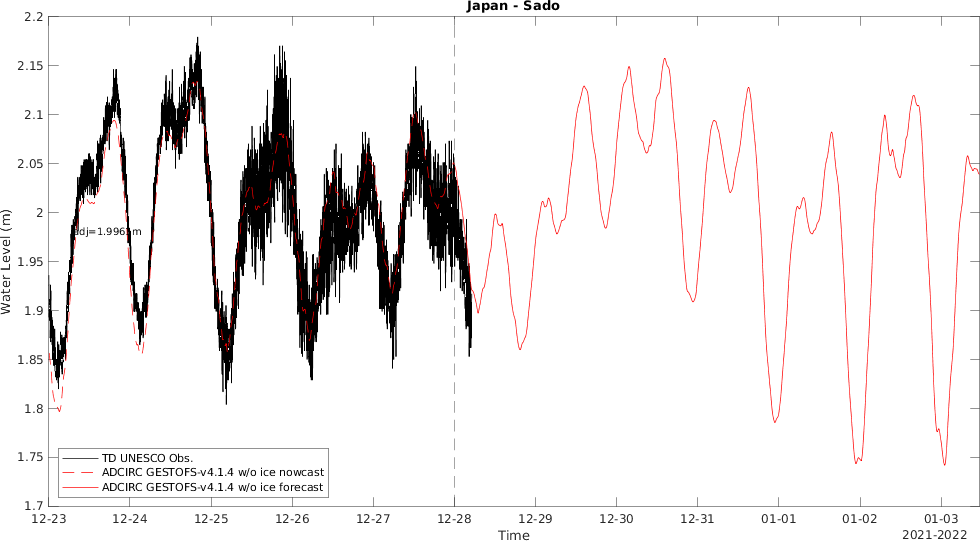 Japan - Sado
Water Level (m)
2.2
2.15
2.1
2.05
2
1.95
1.9
1.85
1.8
1.75
1.7
TD UNESCO Obs.
ADCIRC GESTOFS-v4.1.4 w/o ice nowcast
ADCIRC GESTOFS-v4.1.4 w/o ice forecast
12-23 12-24 12-25 12-26 12-27 12-28 12-29 12-30 12-31 01-01 01-02 01-03
Time
2021-2022